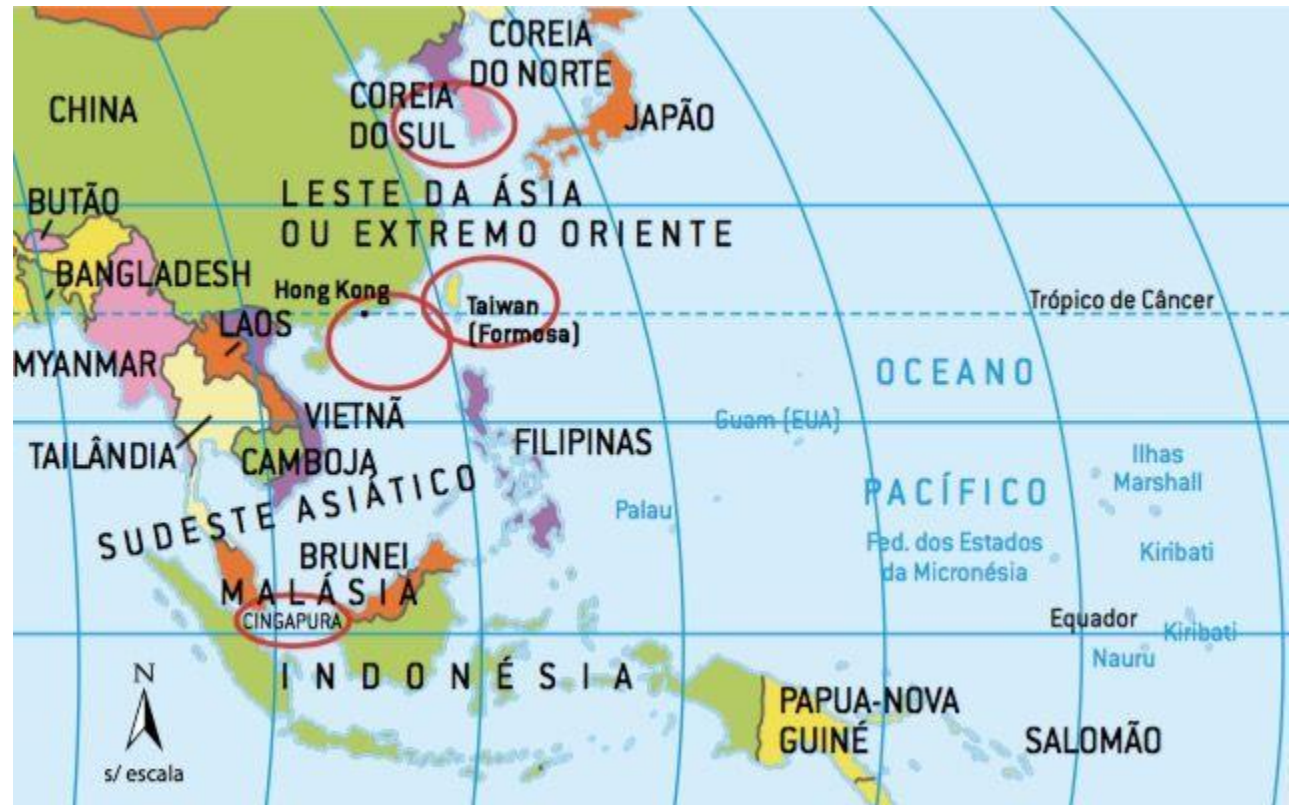 COREIA
DO NORTE
CHINA
COREIA
DO SUL
JAPÃO
LESTE DA ÁSIA
OU EXTREMO ORIENTE
BUTÃO
BANGLADESH
Hong Kong
Taiwan
(Formosa)
Trópico de Câncer
LAOS
MYANMAR
OCEANO
VIETNÃ
Guam (EUA)
TAILÂNDIA
CAMBOJA
FILIPINAS
Ilhas
Marshall
SUDESTE ASIÁTICO
PACÍFICO
Palau
Fed. dos Estados
da Micronésia
Kiribati
BRUNEI
MALÁSIA
CINGAPURA
Equador
Kiribati
Nauru
INDONÉSIA
N
PAPUA-NOVA
GUINÉ
SALOMÃO
s/ escala